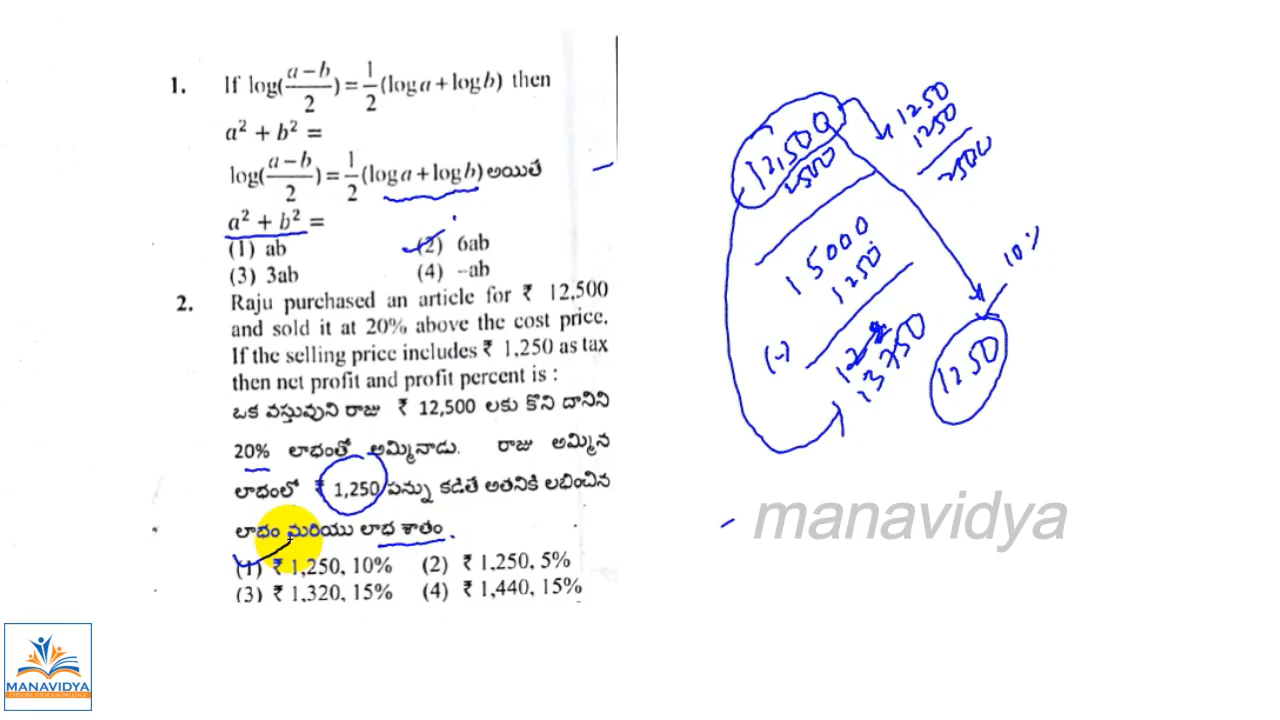 1. If log(a−b/2) = 1/2(log a + log b) then
a² + b² =
log(a−b/2) = 1/2(log a + log b) అయితే
a² + b² =
(1) ab (2) 6ab
(3) 3ab (4) –ab
2. Raju purchased an article for ₹ 12,500
and sold it at 20% above the cost price.
If the selling price includes ₹ 1,250 as tax
then net profit and profit percent is :
ఒక వస్తువుని రాజు ₹ 12,500 లకు కొని దానిని
20% లాభంతో అమ్మినాడు. రాజు అమ్మిన
లాభంలో ₹ 1,250 పన్ను కడితే అతనికి లభించిన
లాభం మరియు లాభ శాతం.
(1) ₹ 1,250, 10% (2) ₹ 1,250, 5%
(3) ₹ 1,320, 15% (4) ₹ 1,440, 15%
12,500
2500
15000
1250
(-)
13750
1250
1250
2500
10%
1250
manavidya
MANAVIDYA